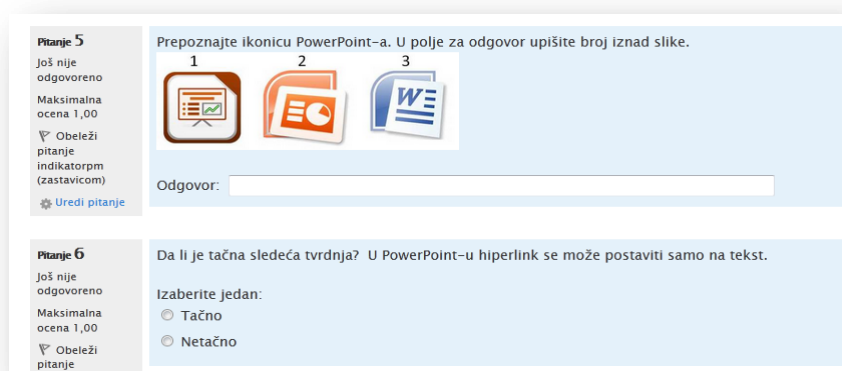 Pitanje 5
Još nije
odgovoreno
Maksimalna
ocena 1,00
Obeleži
pitanje
indikatorpm
(zastavicom)
Uredi pitanje
Prepoznajte ikonicu PowerPoint-a. U polje za odgovor upišite broj iznad slike.
1 2 3
W
Odgovor:
Pitanje 6
Još nije
odgovoreno
Maksimalna
ocena 1,00
Obeleži
pitanje
Da li je tačna sledeća tvrdnja? U PowerPoint-u hiperlink se može postaviti samo na tekst.
Izaberite jedan:
Tačno
Netačno